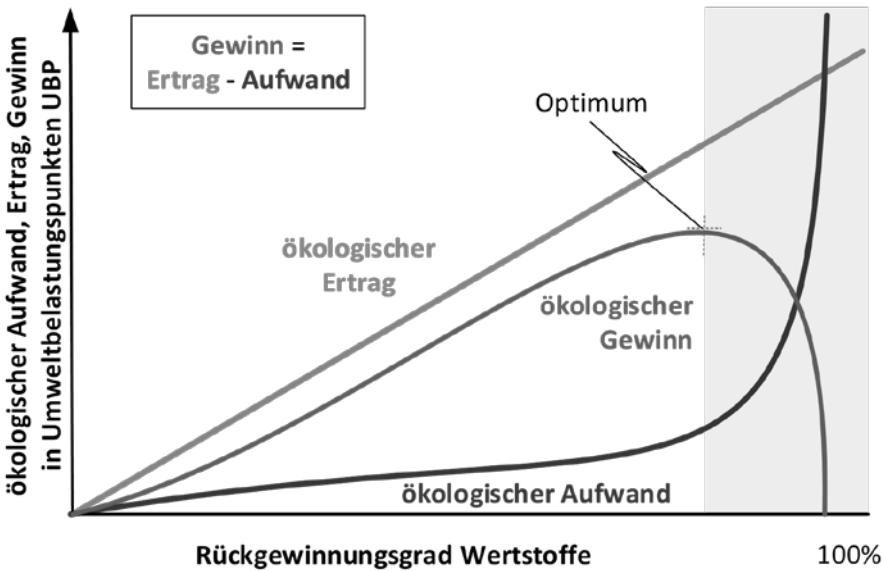 ökologischer Aufwand, Ertrag, Gewinn
in Umweltbelastungspunkten UBP
Gewinn =
Ertrag - Aufwand
Optimum
ökologischer
Ertrag
ökologischer
Gewinn
ökologischer Aufwand
Rückgewinnungsgrad Wertstoffe
100%